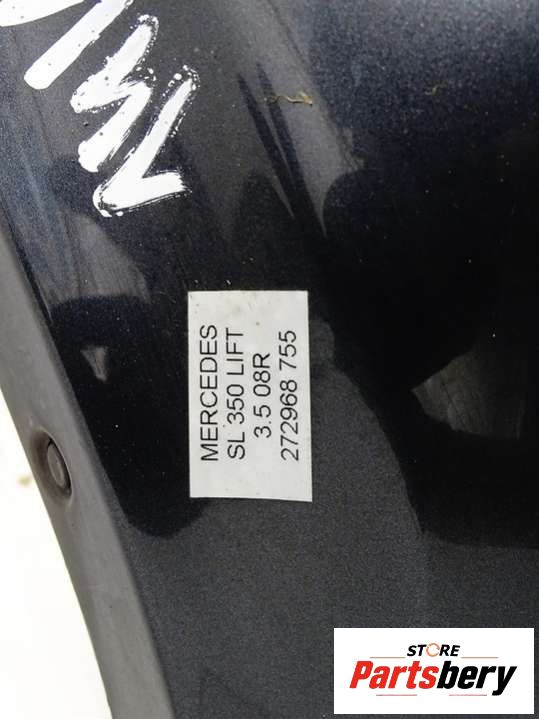 MERCEDES
SL 350 LIFT
3.5 08R
272968 755
STORE
Partsbery